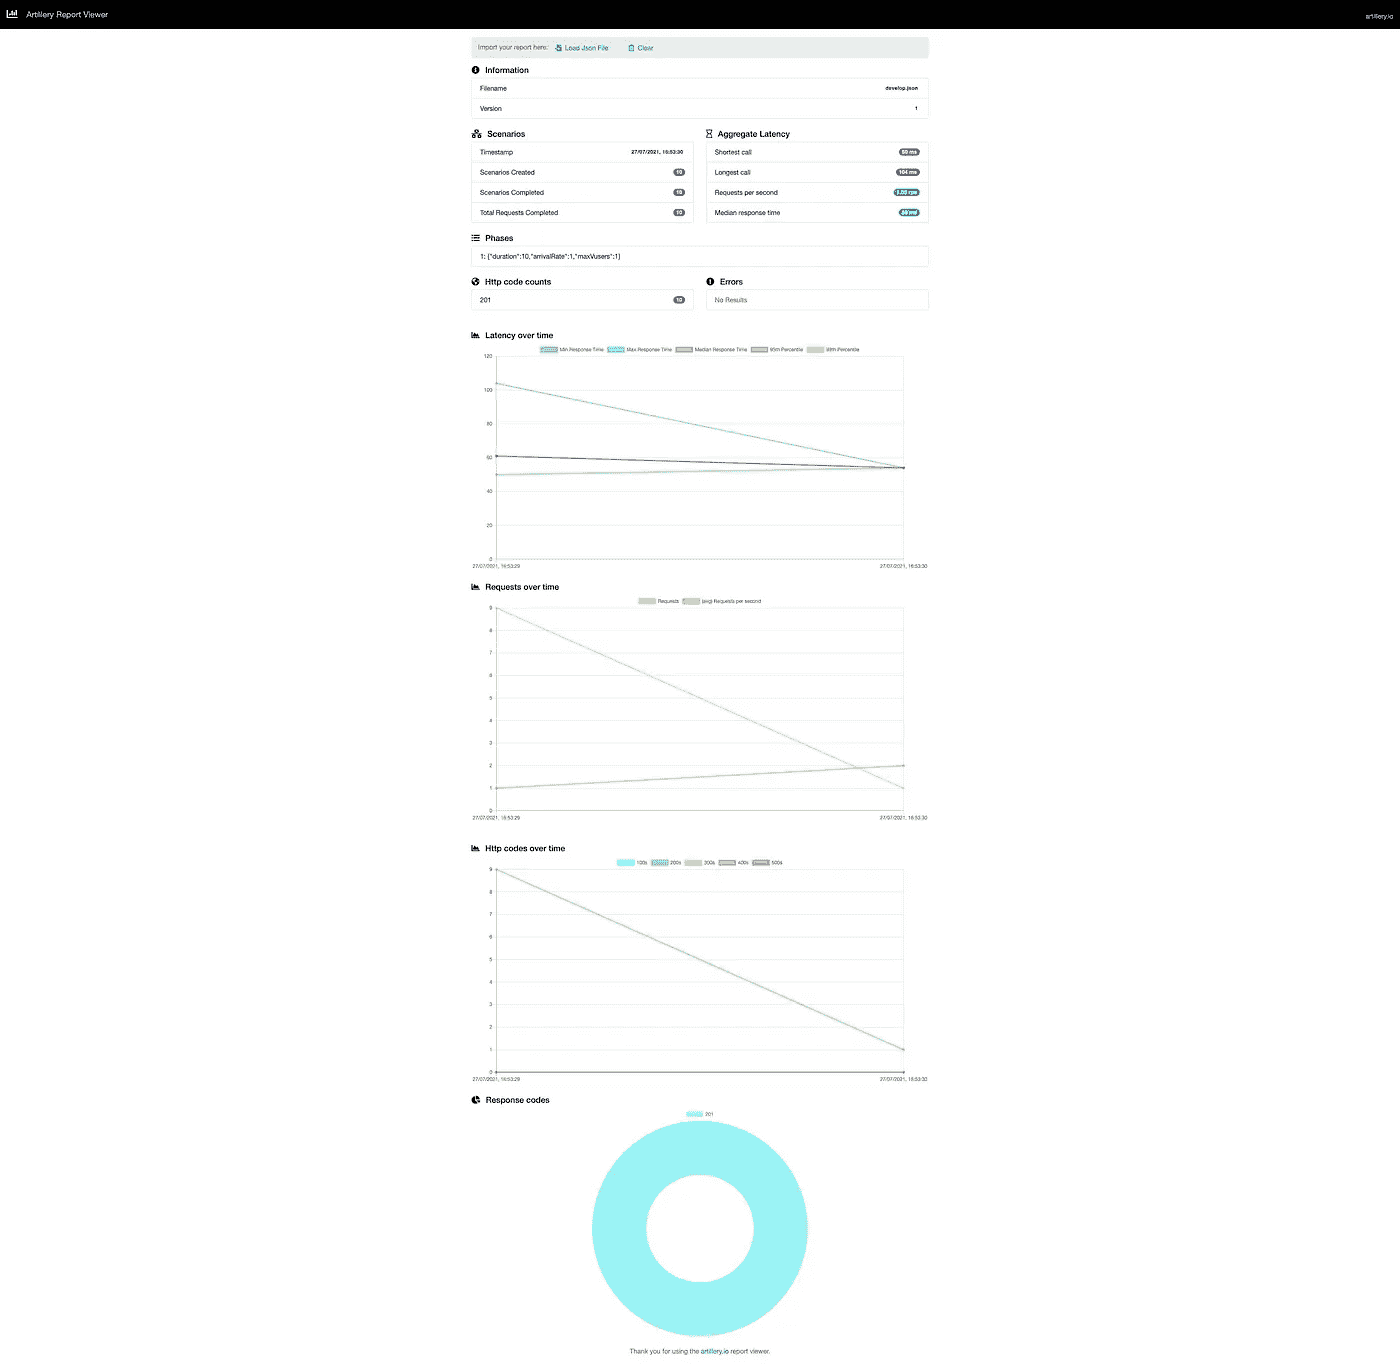 Artillery Report Viewer
artillery.io
Import your report here: Load Json File Clear
Information
Filename develop.json
Version 1
Scenarios
Timestamp 27/07/2021, 16:53:30
Scenarios Created 10
Scenarios Completed 10
Total Requests Completed 10
Aggregate Latency
Shortest call
Longest call 104 ms
Requests per second
Median response time
Phases
1: {"duration":10,"arrivalRate":1,"maxVusers":1}
Http code counts
201 10
Errors
No Results
Latency over time
Min Response Time Max Response Time Median Response Time 95th Percentile 99th Percentile
120
100
80
60
40
20
0
27/07/2021, 16:53:29 27/07/2021, 16:53:30
Requests over time
Requests (avg) Requests per second
9
8
7
6
5
4
3
2
1
0
27/07/2021, 16:53:29 27/07/2021, 16:53:30
Http codes over time
100s 200s 300s 400s 500s
9
8
7
6
5
4
3
2
1
0
27/07/2021, 16:53:29 27/07/2021, 16:53:30
Response codes
201
Thank you for using the artillery.io report viewer.